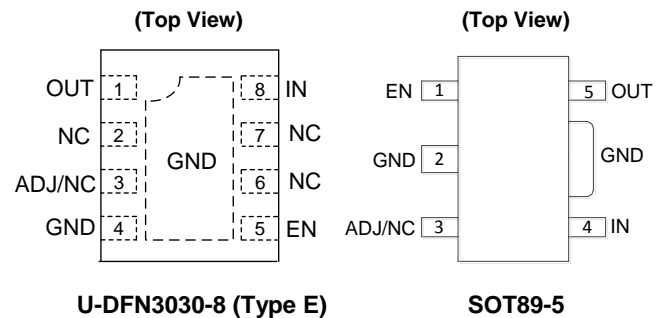 (Top View)
OUT 1 8 IN
NC 2 7 NC
GND
ADJ/NC 3 6 NC
GND 4 5 EN
U-DFN3030-8 (Type E)
(Top View)
EN 1 5 OUT
GND 2 GND
ADJ/NC 3 4 IN
SOT89-5